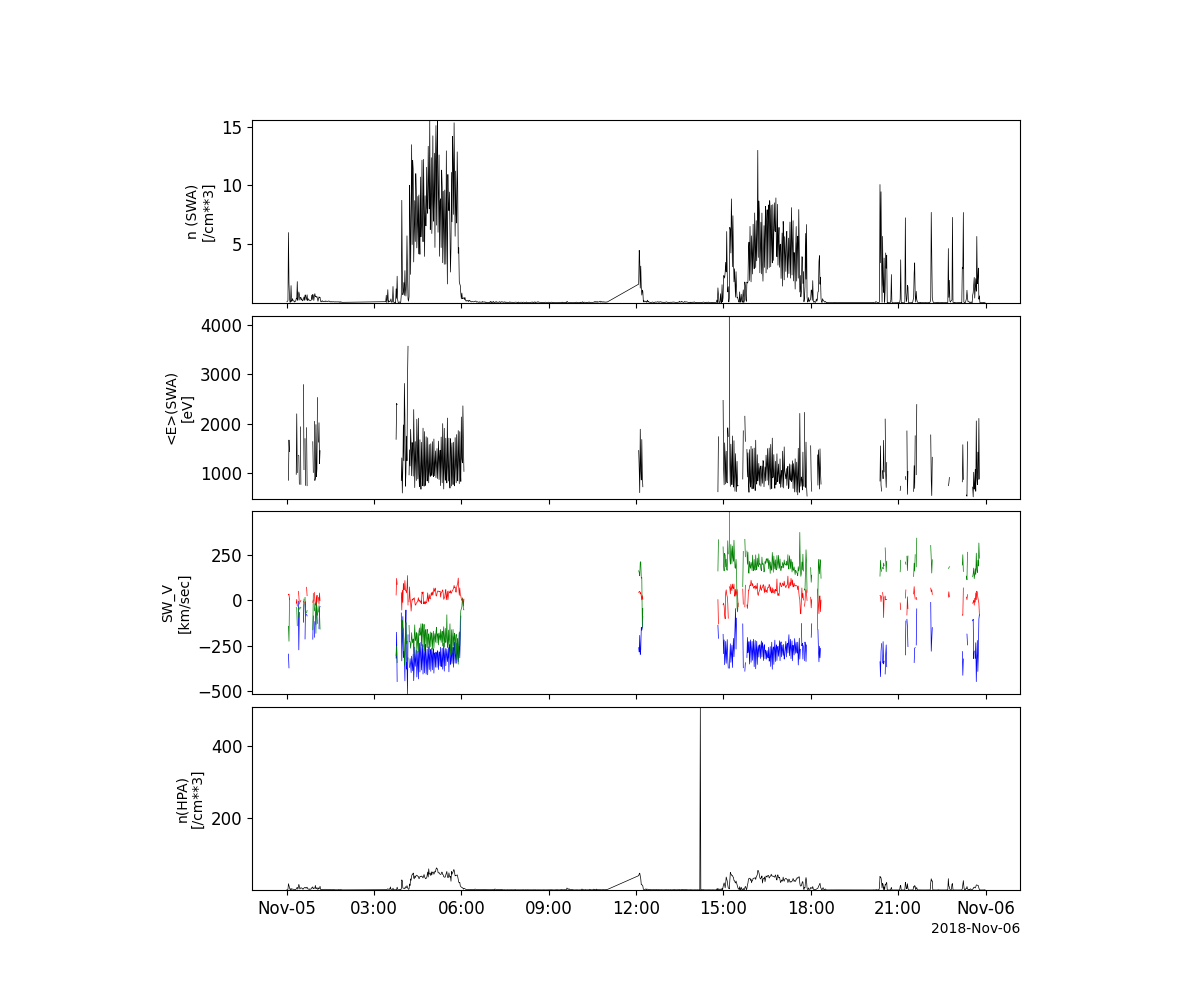 15
10
5
n (SWA)
[/cm**3]
4000
3000
2000
1000
<E>(SWA)
[eV]
250
0
−250
−500
SW_V
[km/sec]
400
200
n(HPA)
[/cm**3]
Nov-05 03:00 06:00 09:00 12:00 15:00 18:00 21:00 Nov-06
2018-Nov-06